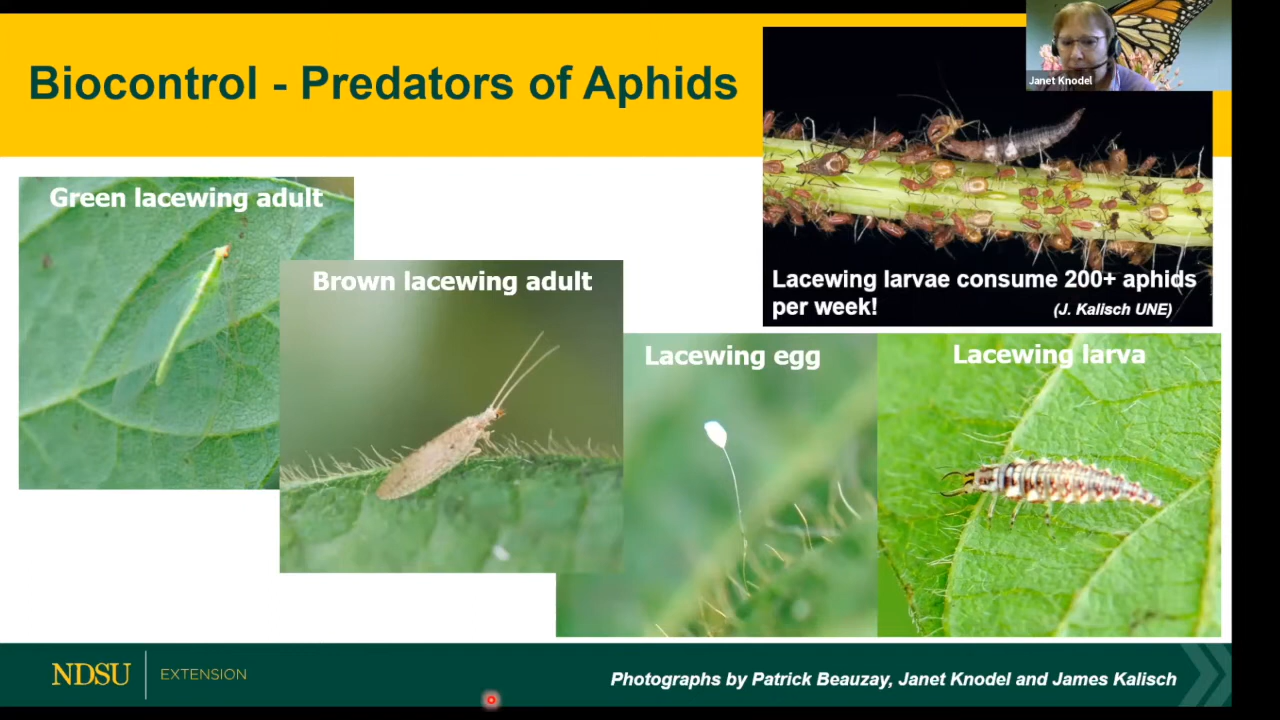 Biocontrol - Predators of Aphids
Janet Knodel
Green lacewing adult
Brown lacewing adult
Lacewing larvae consume 200+ aphids
per week!
(J. Kalisch UNE)
Lacewing egg
Lacewing larva
NDSU EXTENSION
Photographs by Patrick Beauzay, Janet Knodel and James Kalisch